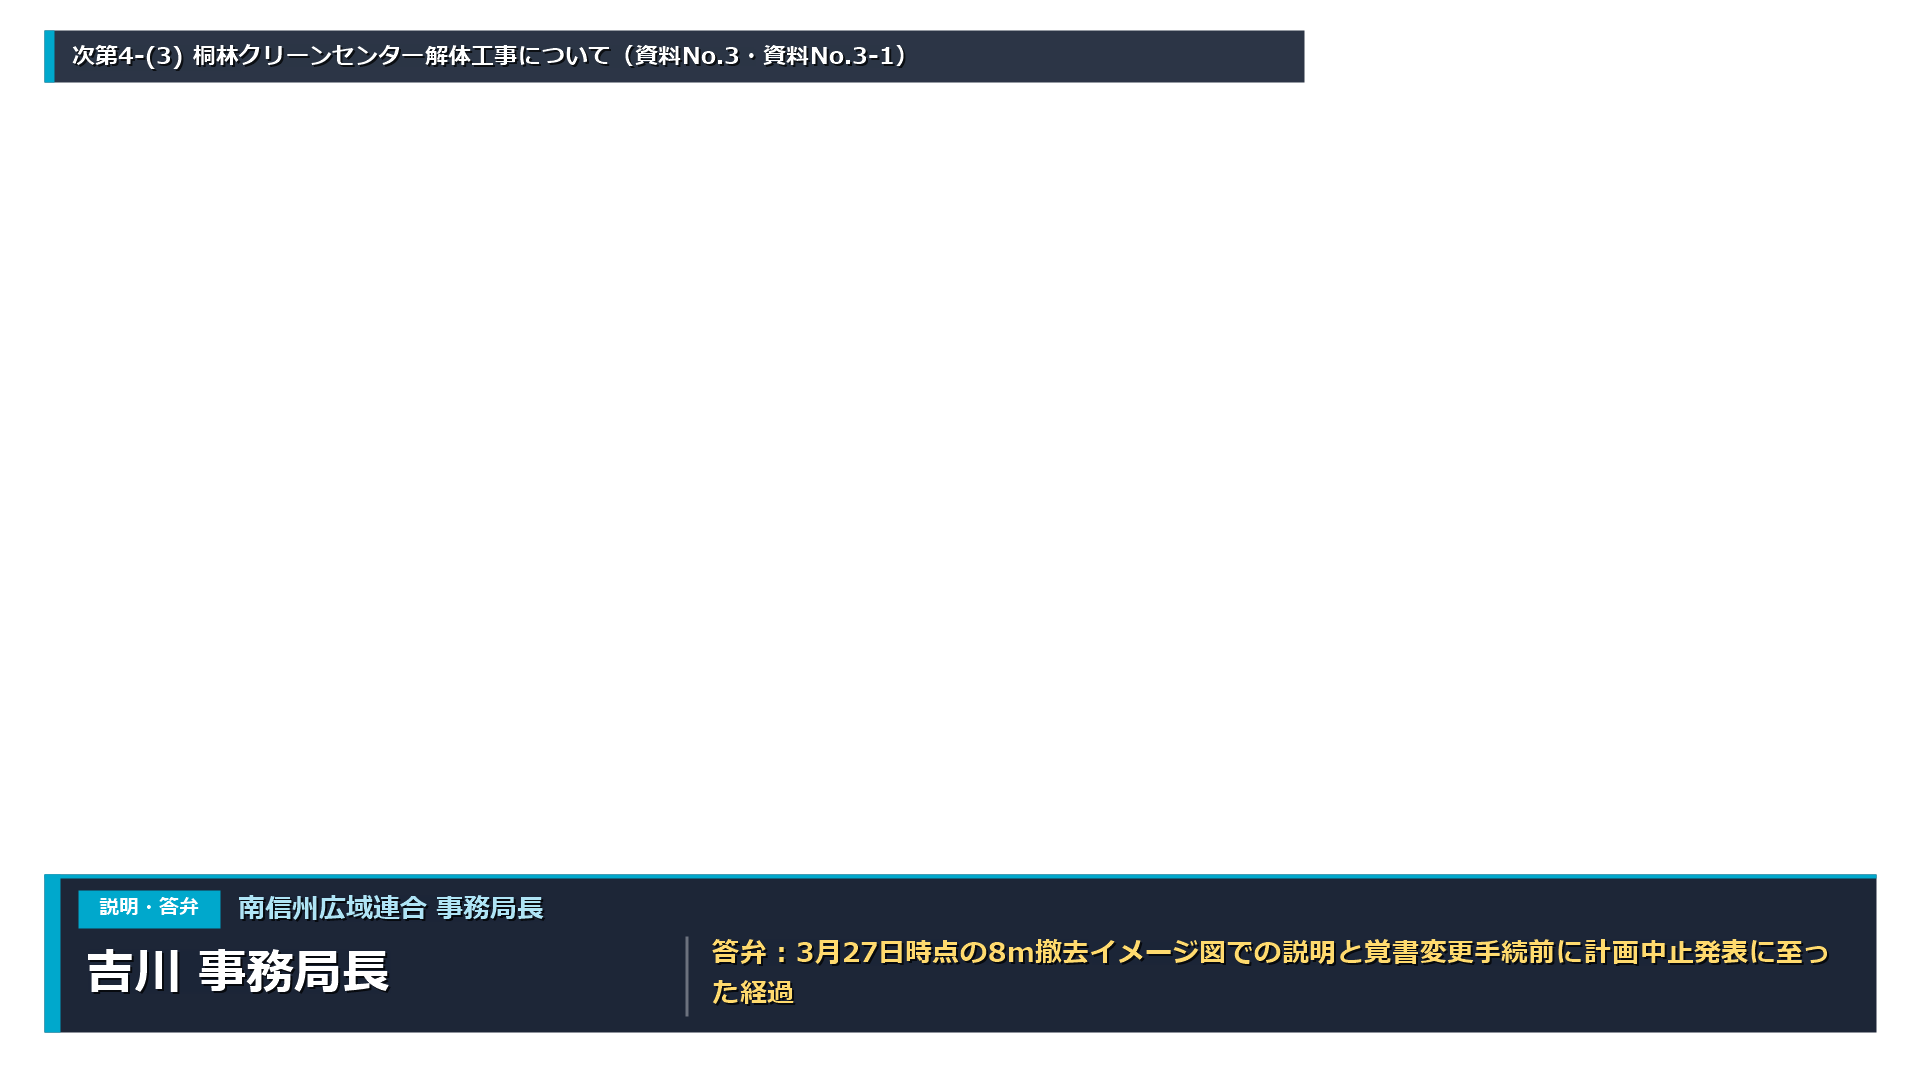 次第4-(3) 桐林クリーンセンター解体工事について（資料No.3・資料No.3-1）
説明・答弁 南信州広域連合 事務局長
吉川 事務局長
答弁：3月27日時点の8m撤去イメージ図での説明と覚書変更手続前に計画中止発表に至っ
た経過